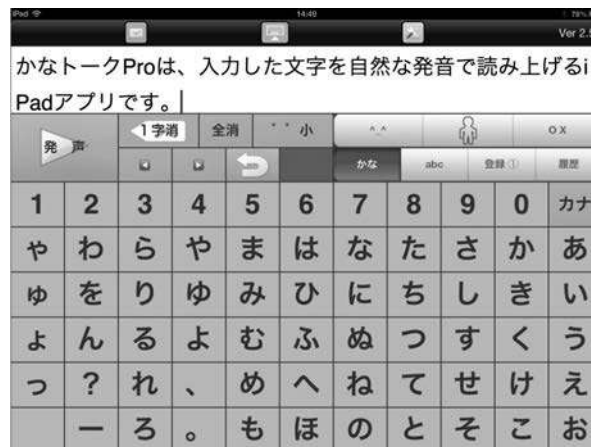 iPad 14:49 79%
Ver 2.5
かなトークProは、入力した文字を自然な発音で読み上げるi
Padアプリです。
発声 1字消 全消 ゛゜小 ^_^ OX
かな abc 登録① 履歴
1 2 3 4 5 6 7 8 9 0 カナ
ゃ わ ら や ま は な た さ か あ
ゅ を り ゆ み ひ に ち し き い
ょ ん る よ む ふ ぬ つ す く う
っ ? れ 、 め へ ね て せ け え
ー ろ 。 も ほ の と そ こ お